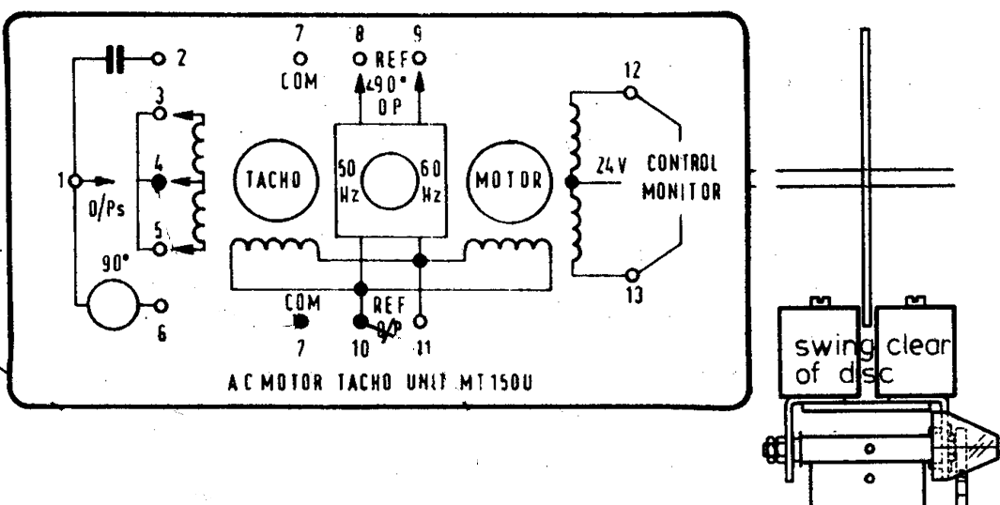 7 8 9
2
COM REF
<90°
OP
12
3
4
1
O/Ps
TACHO
50 Hz
60 Hz
MOTOR
24V
CONTROL
MONITOR
5
90°
6
13
COM REF
7 10 11
A C MOTOR TACHO UNIT MT150U
swing clear
of disc